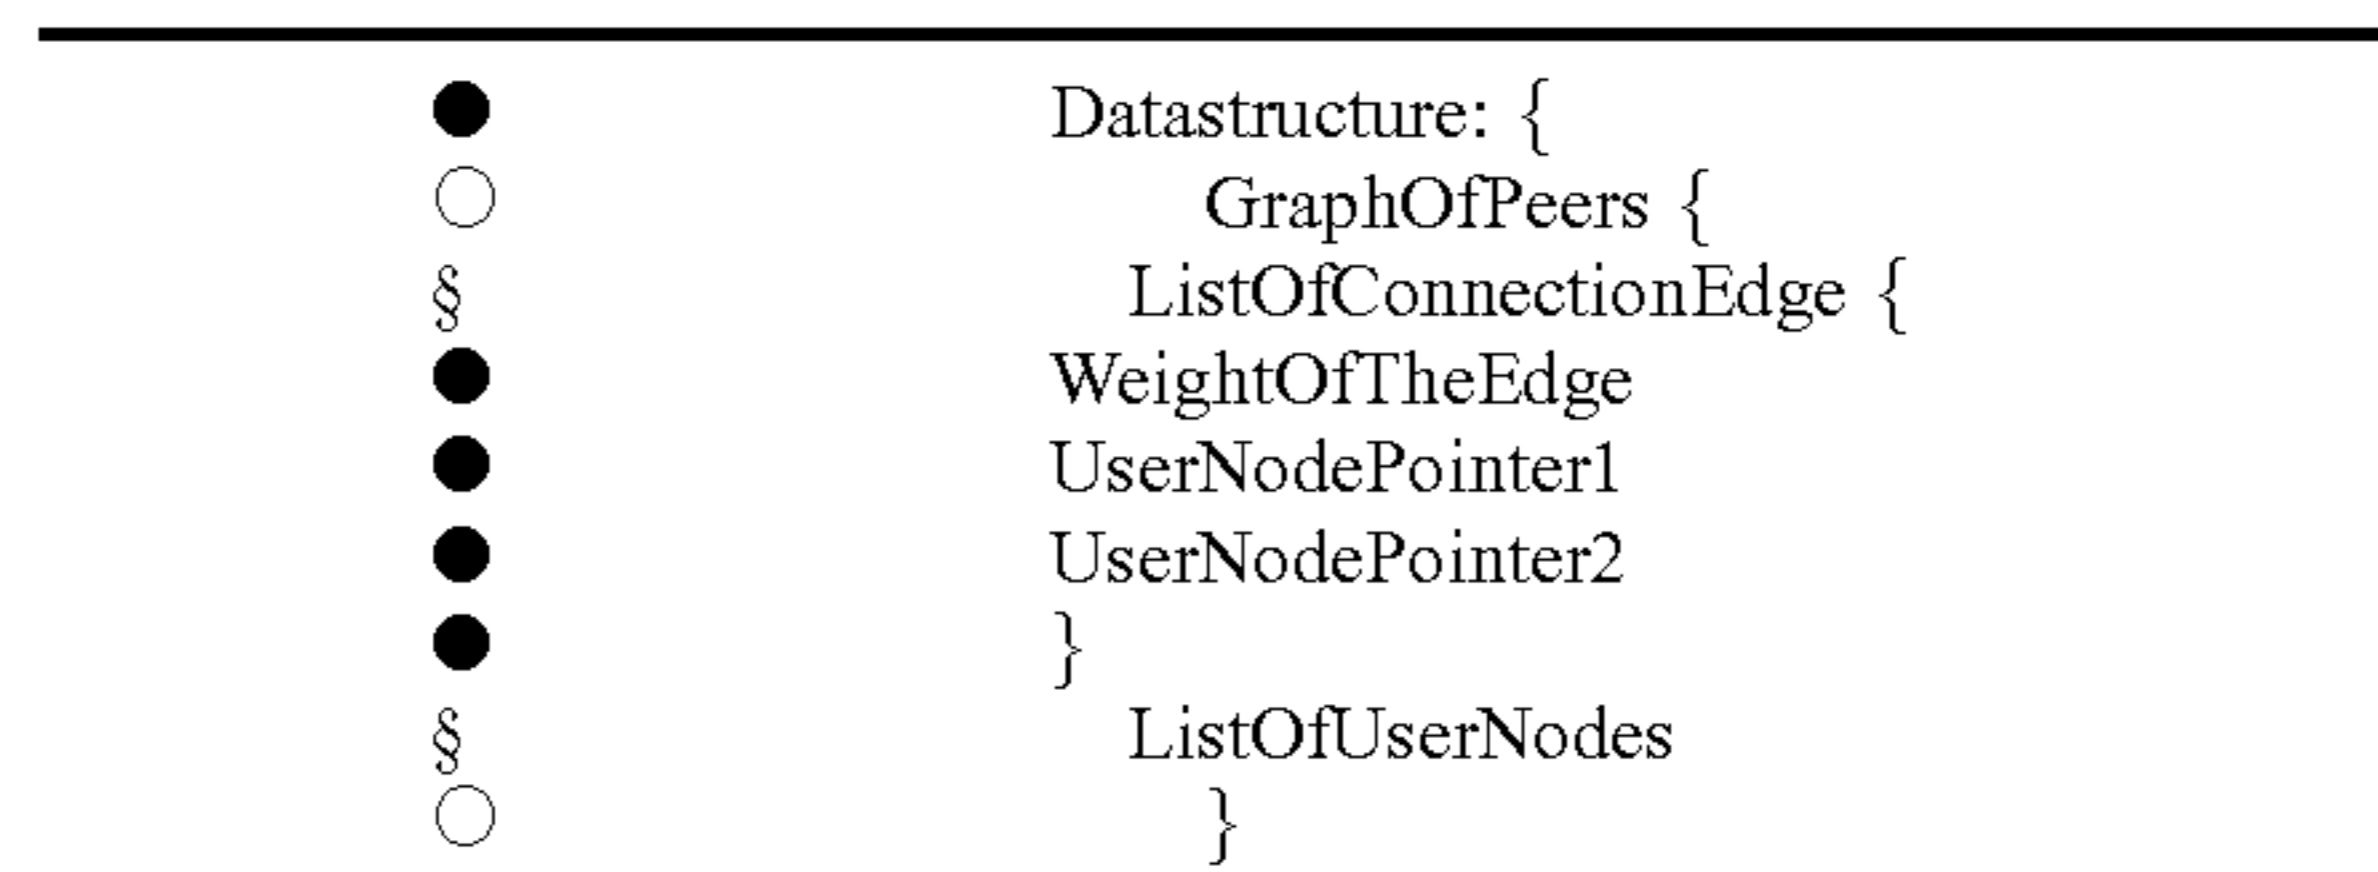 ● Datastructure: {
○ GraphOfPeers {
§ ListOfConnectionEdge {
● WeightOfTheEdge
● UserNodePointer1
● UserNodePointer2
● }
§ ListOfUserNodes
○ }